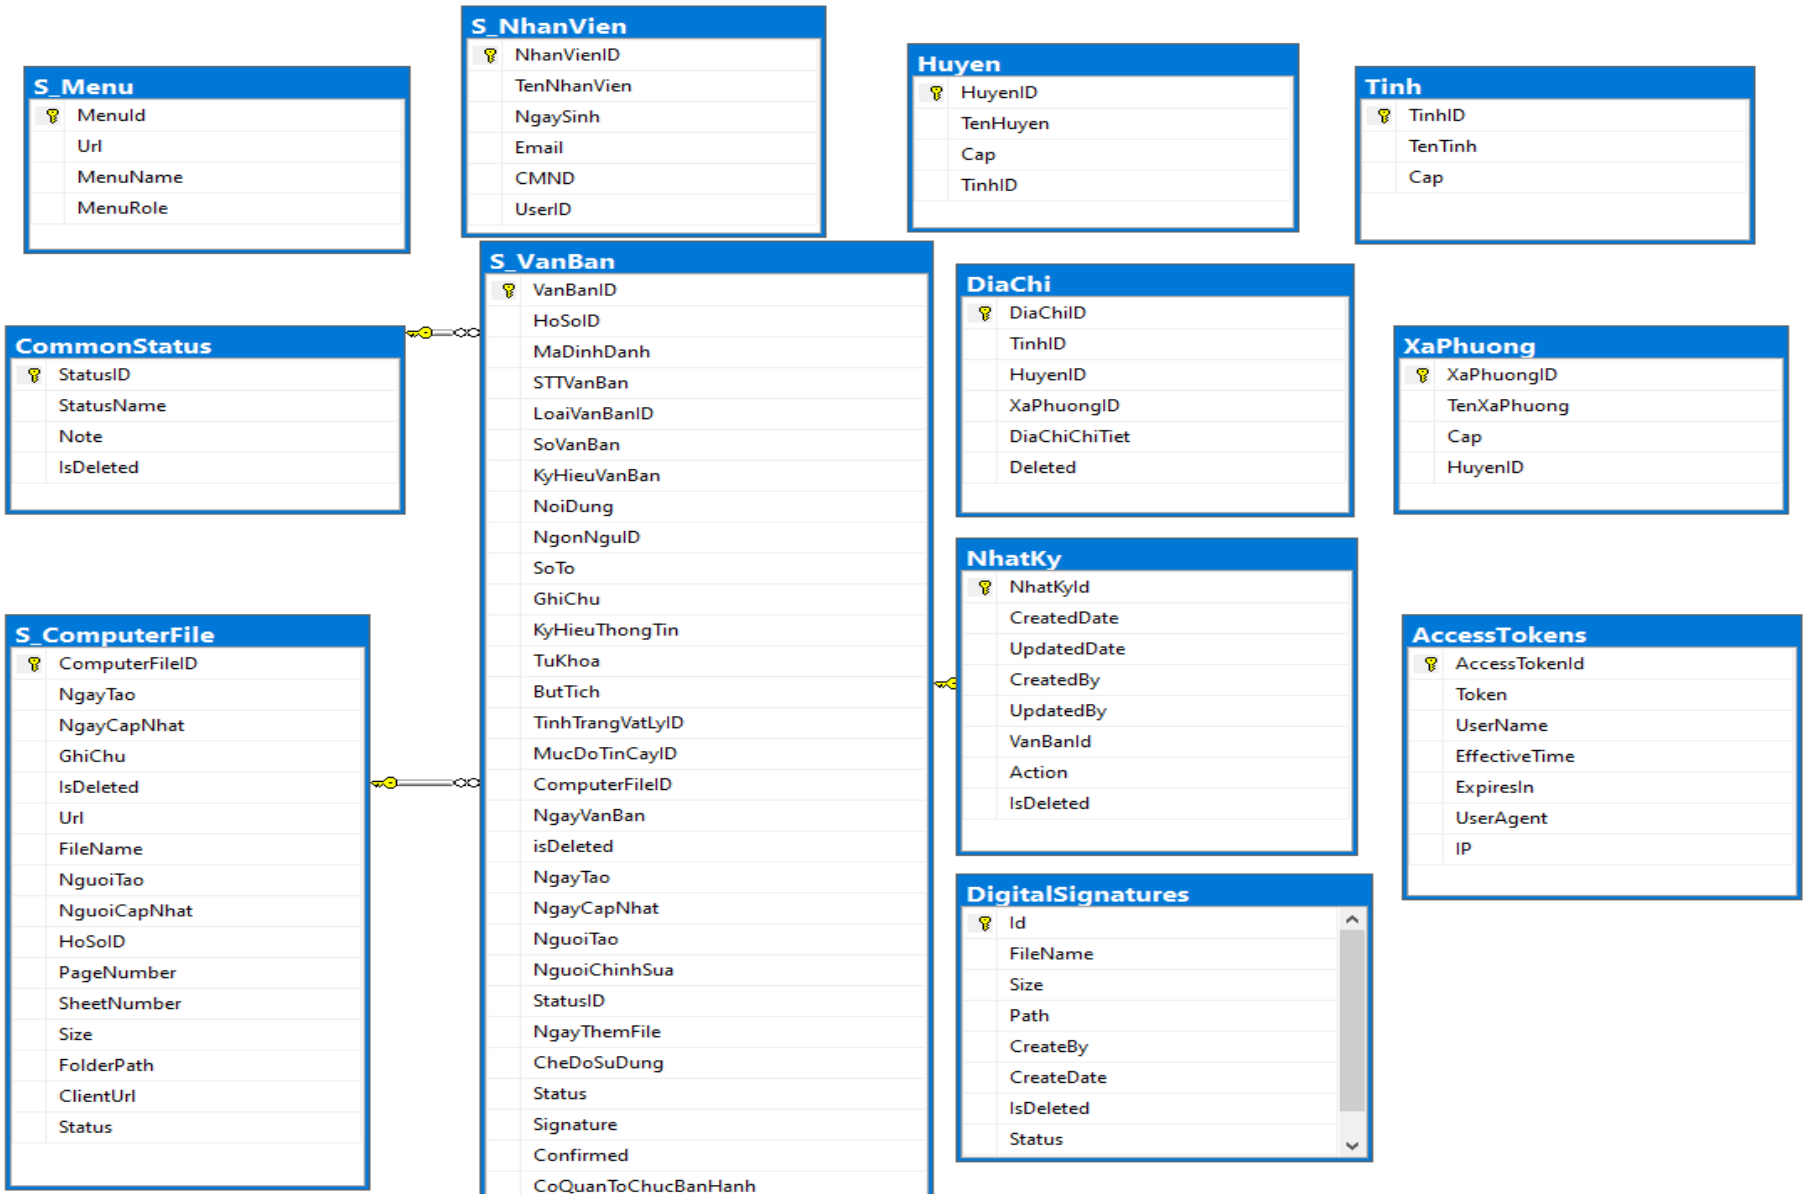 S_Menu
MenuId
Url
MenuName
MenuRole
S_NhanVien
NhanVienID
TenNhanVien
NgaySinh
Email
CMND
UserID
Huyen
HuyenID
TenHuyen
Cap
TinhID
Tinh
TinhID
TenTinh
Cap
CommonStatus
StatusID
StatusName
Note
IsDeleted
S_VanBan
VanBanID
HoSoID
MaDinhDanh
STTVanBan
LoaiVanBanID
SoVanBan
KyHieuVanBan
NoiDung
NgonNguID
SoTo
GhiChu
KyHieuThongTin
TuKhoa
ButTich
TinhTrangVatLyID
MucDoTinCayID
ComputerFileID
NgayVanBan
isDeleted
NgayTao
NgayCapNhat
NguoiTao
NguoiChinhSua
StatusID
NgayThemFile
CheDoSuDung
Status
Signature
Confirmed
CoQuanToChucBanHanh
DiaChi
DiaChiID
TinhID
HuyenID
XaPhuongID
DiaChiChiTiet
Deleted
XaPhuong
XaPhuongID
TenXaPhuong
Cap
HuyenID
S_ComputerFile
ComputerFileID
NgayTao
NgayCapNhat
GhiChu
IsDeleted
Url
FileName
NguoiTao
NguoiCapNhat
HoSoID
PageNumber
SheetNumber
Size
FolderPath
ClientUrl
Status
NhatKy
NhatKyId
CreatedDate
UpdatedDate
CreatedBy
UpdatedBy
VanBanId
Action
IsDeleted
AccessTokens
AccessTokenId
Token
UserName
EffectiveTime
ExpiresIn
UserAgent
IP
DigitalSignatures
Id
FileName
Size
Path
CreateBy
CreateDate
IsDeleted
Status